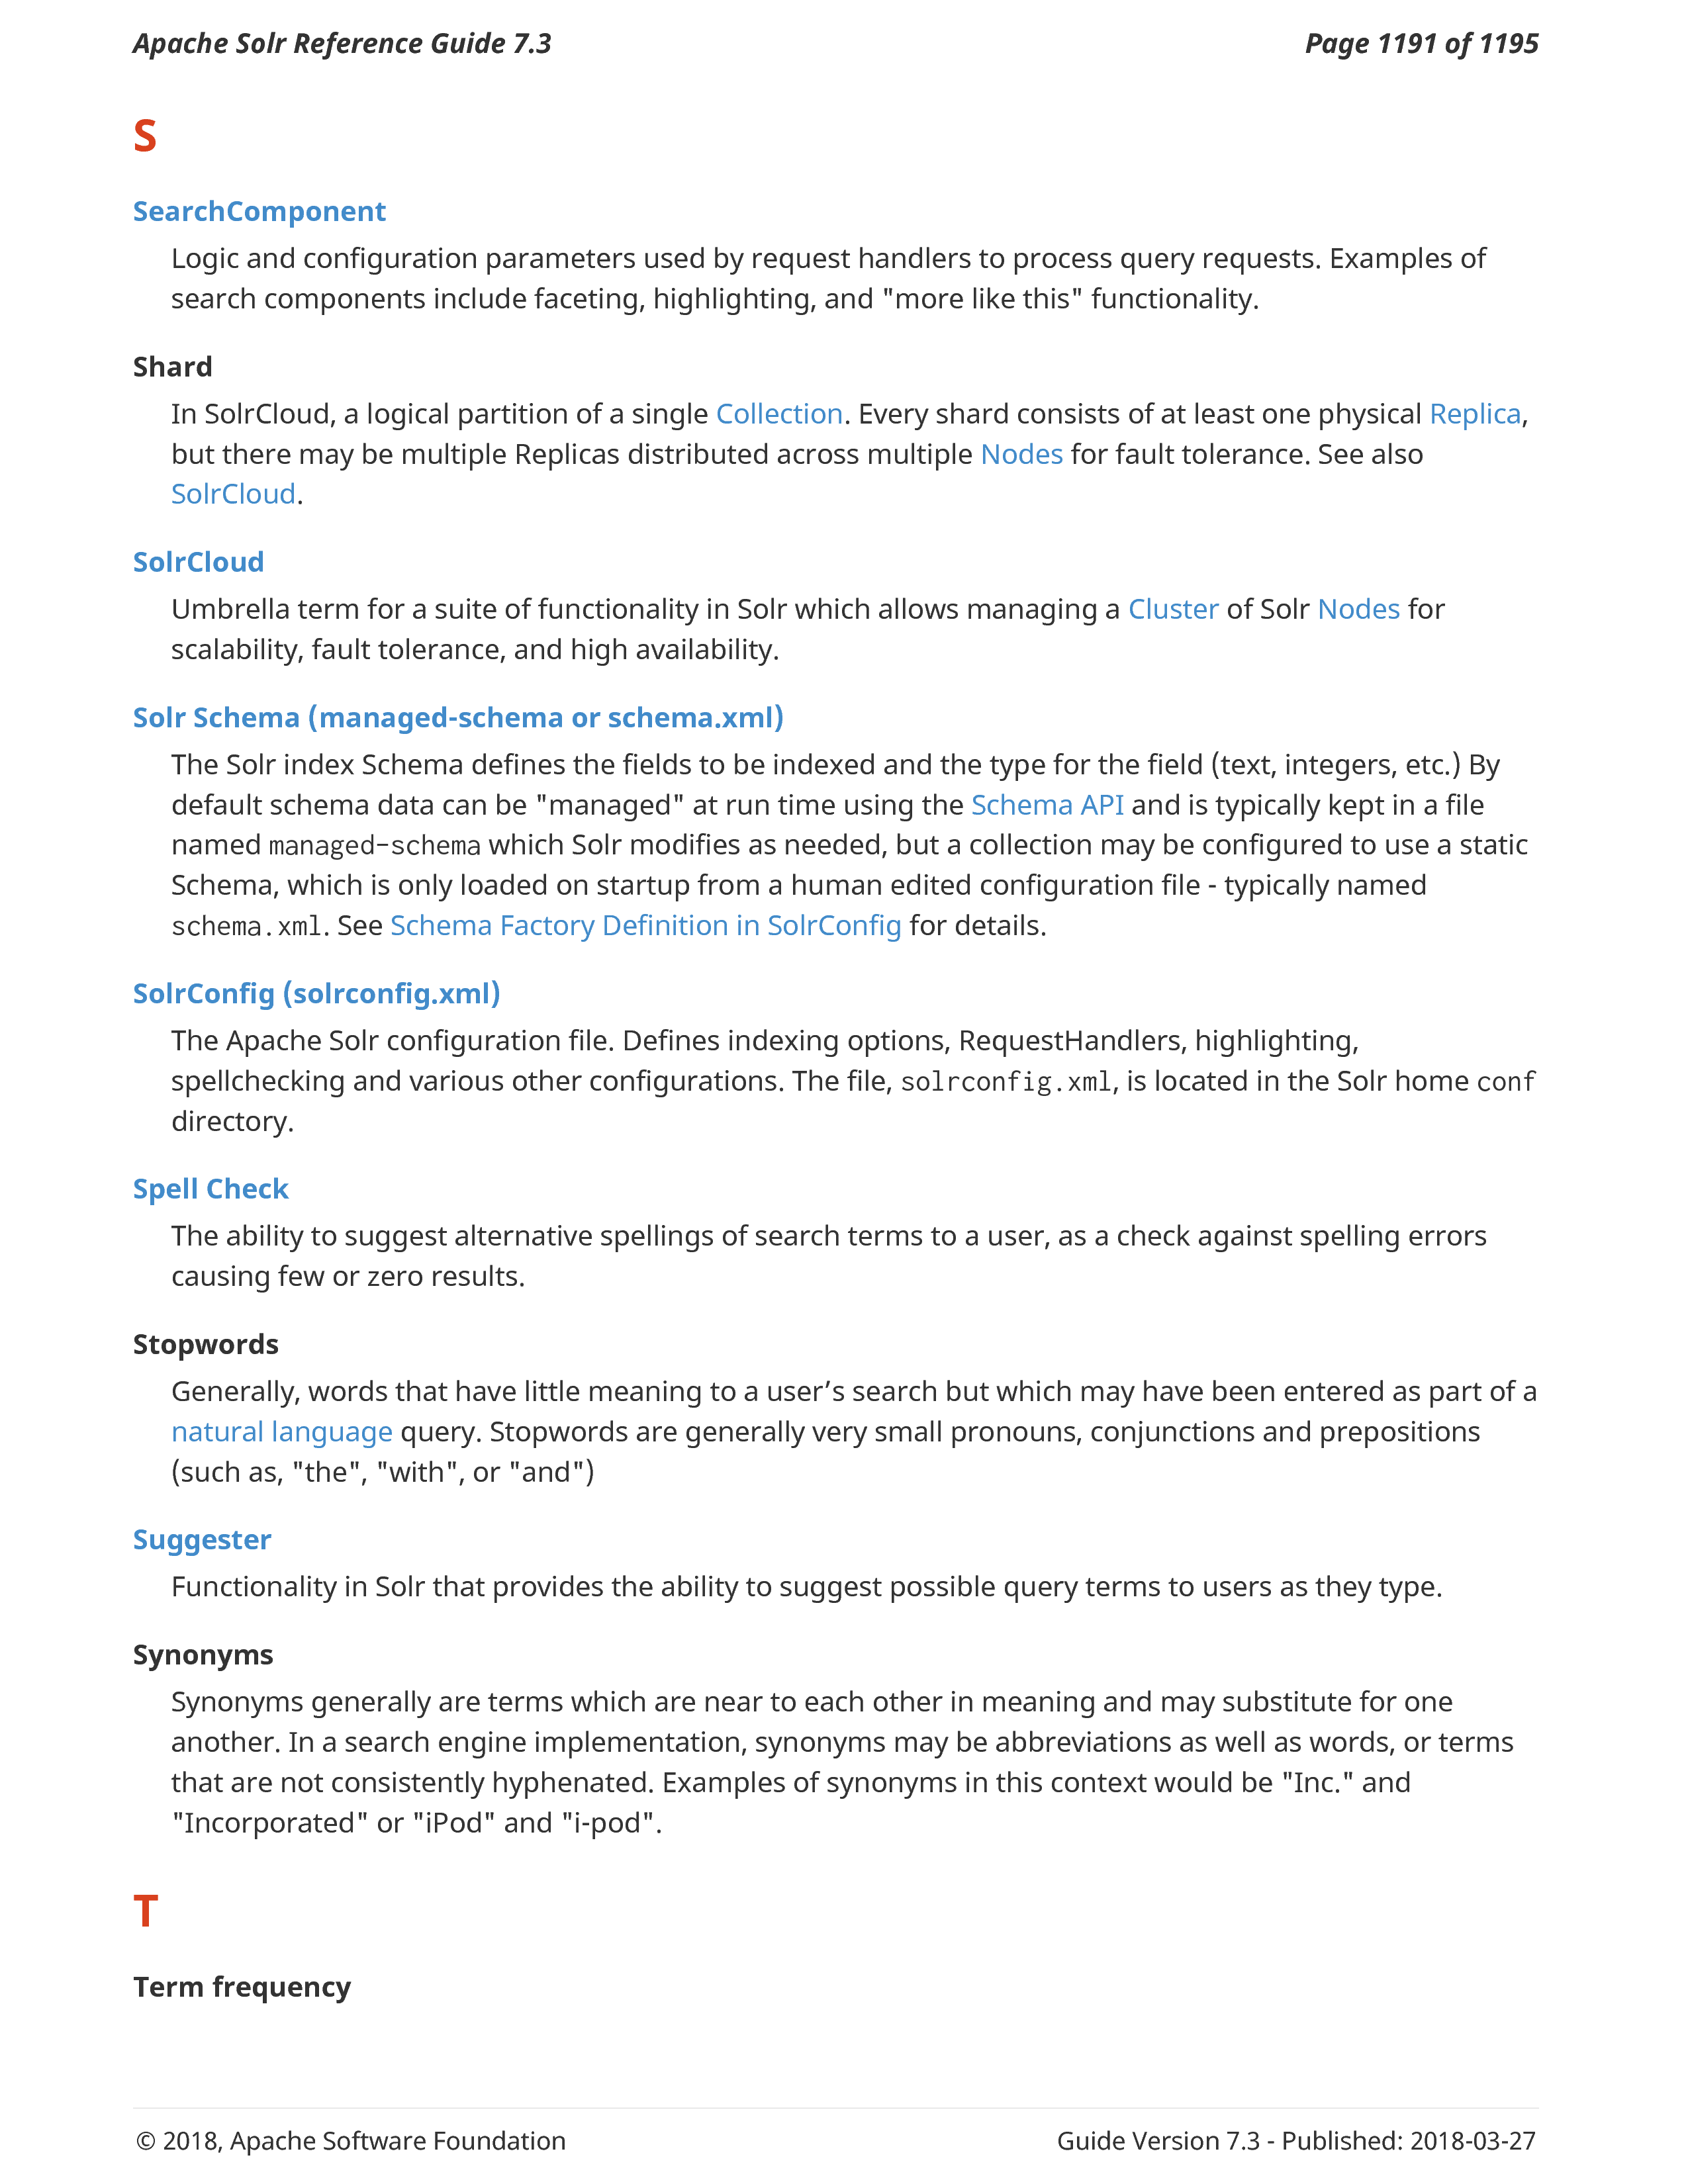 Apache Solr Reference Guide 7.3 Page 1191 of 1195
S
SearchComponent
Logic and configuration parameters used by request handlers to process query requests. Examples of
search components include faceting, highlighting, and "more like this" functionality.
Shard
In SolrCloud, a logical partition of a single Collection. Every shard consists of at least one physical Replica,
but there may be multiple Replicas distributed across multiple Nodes for fault tolerance. See also
SolrCloud.
SolrCloud
Umbrella term for a suite of functionality in Solr which allows managing a Cluster of Solr Nodes for
scalability, fault tolerance, and high availability.
Solr Schema (managed-schema or schema.xml)
The Solr index Schema defines the fields to be indexed and the type for the field (text, integers, etc.) By
default schema data can be "managed" at run time using the Schema API and is typically kept in a file
named managed-schema which Solr modifies as needed, but a collection may be configured to use a static
Schema, which is only loaded on startup from a human edited configuration file - typically named
schema.xml. See Schema Factory Definition in SolrConfig for details.
SolrConfig (solrconfig.xml)
The Apache Solr configuration file. Defines indexing options, RequestHandlers, highlighting,
spellchecking and various other configurations. The file, solrconfig.xml, is located in the Solr home conf
directory.
Spell Check
The ability to suggest alternative spellings of search terms to a user, as a check against spelling errors
causing few or zero results.
Stopwords
Generally, words that have little meaning to a user’s search but which may have been entered as part of a
natural language query. Stopwords are generally very small pronouns, conjunctions and prepositions
(such as, "the", "with", or "and")
Suggester
Functionality in Solr that provides the ability to suggest possible query terms to users as they type.
Synonyms
Synonyms generally are terms which are near to each other in meaning and may substitute for one
another. In a search engine implementation, synonyms may be abbreviations as well as words, or terms
that are not consistently hyphenated. Examples of synonyms in this context would be "Inc." and
"Incorporated" or "iPod" and "i-pod".
T
Term frequency
© 2018, Apache Software Foundation Guide Version 7.3 - Published: 2018-03-27